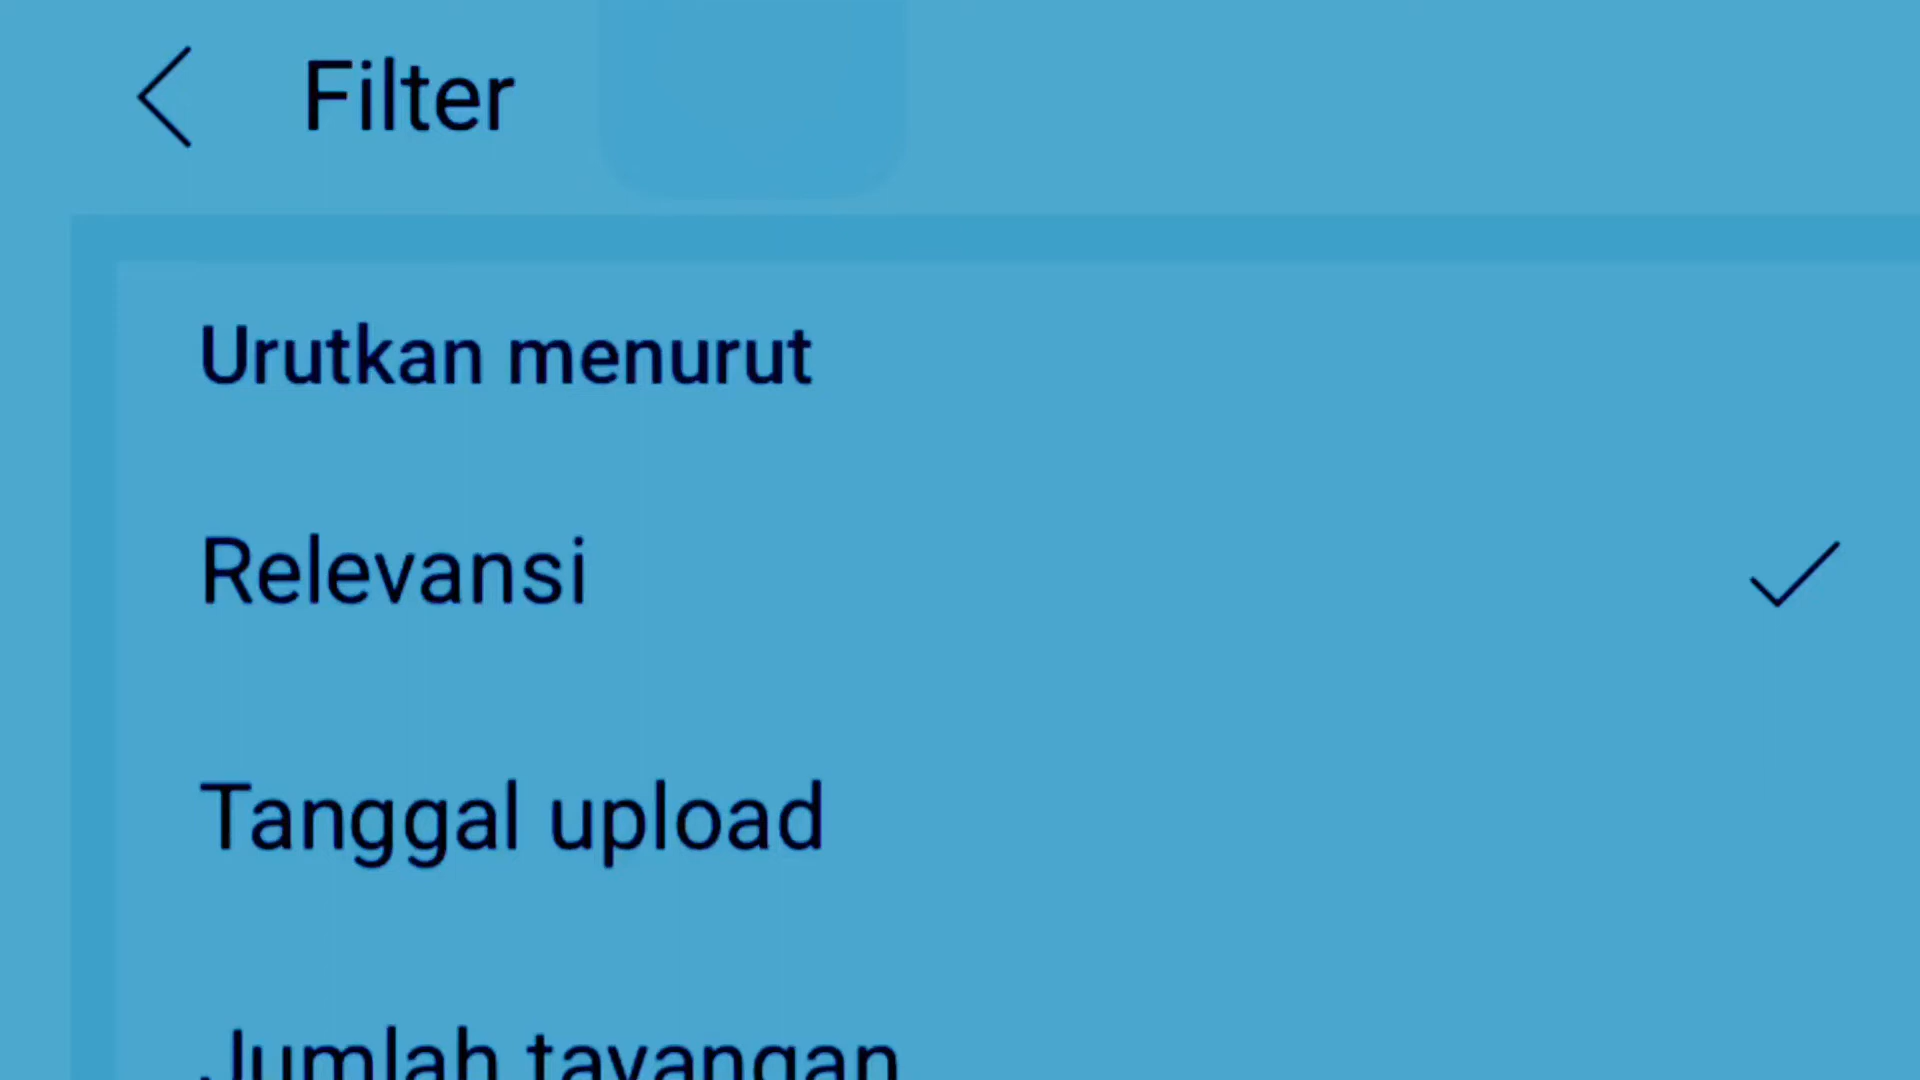 Filter
Urutkan menurut
Relevansi
Tanggal upload
Jumlah tayangan